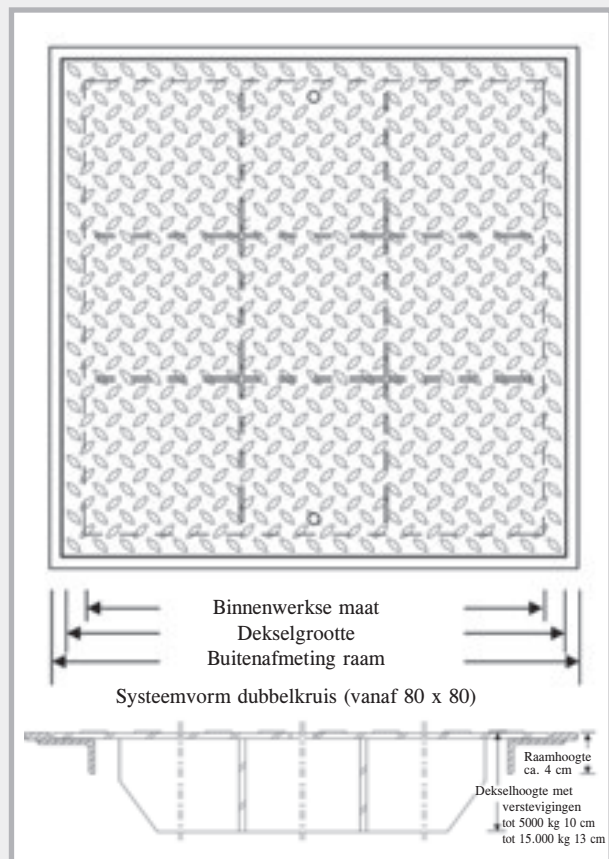 Binnenwerkse maat
Dekselgrootte
Buitenafmeting raam
Systeemvorm dubbelkruis (vanaf 80 x 80)
Raamhoogte
ca. 4 cm
Dekselhoogte met
verstevigingen
tot 5000 kg 10 cm
tot 15.000 kg 13 cm